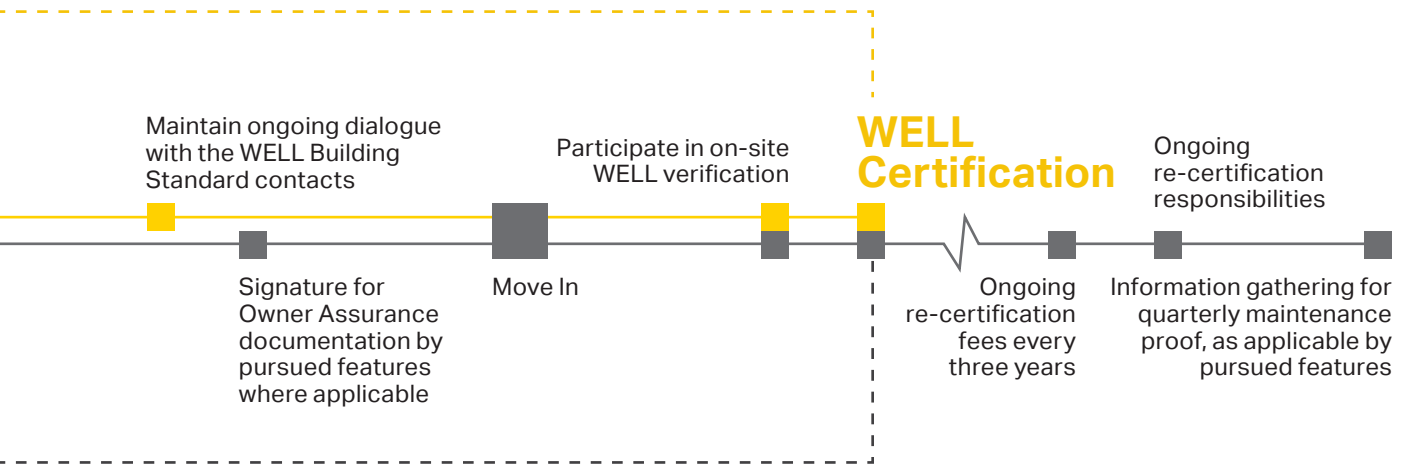 Maintain ongoing dialogue
with the WELL Building
Standard contacts
Participate in on-site
WELL verification
WELL
Certification
Ongoing
re-certification
responsibilities
Signature for
Owner Assurance
documentation by
pursued features
where applicable
Move In
Ongoing
re-certification
fees every
three years
Information gathering for
quarterly maintenance
proof, as applicable by
pursued features